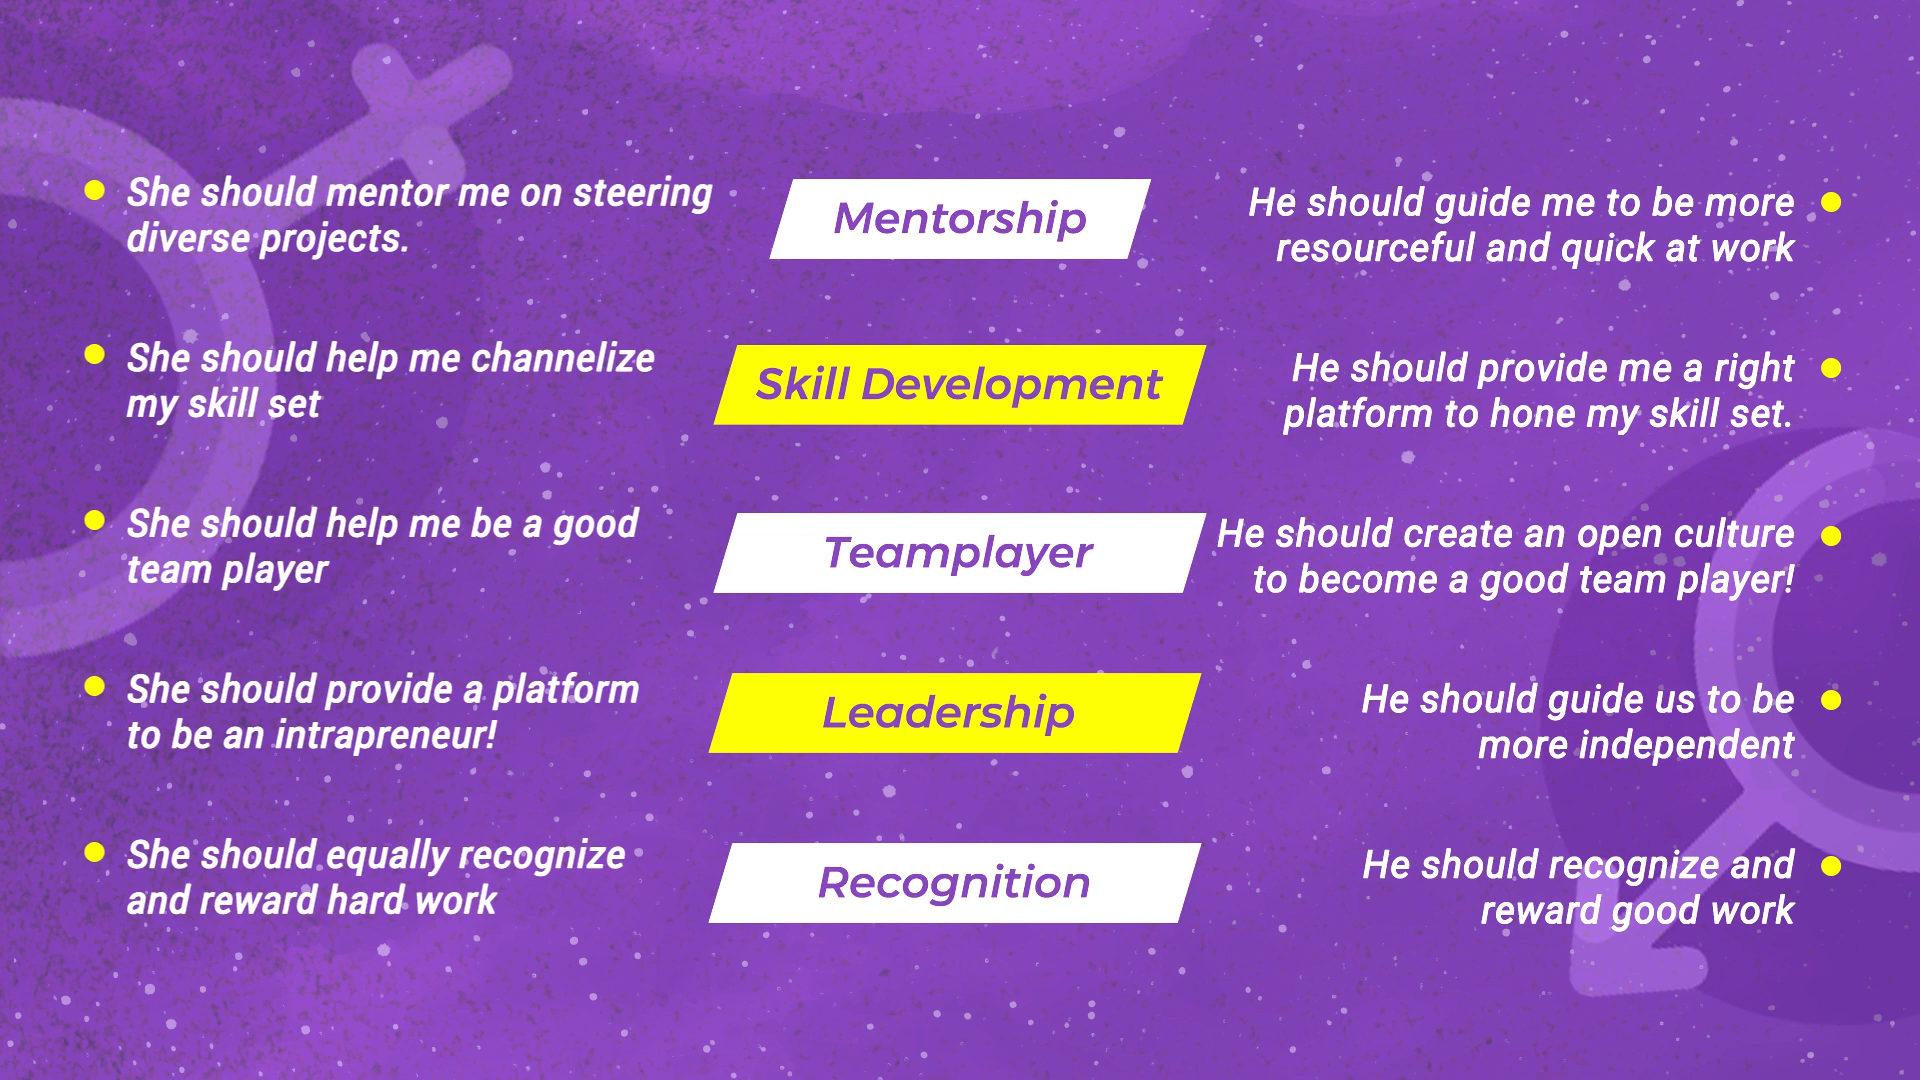 She should mentor me on steering
diverse projects.
Mentorship
He should guide me to be more
resourceful and quick at work
She should help me channelize
my skill set
Skill Development
He should provide me a right
platform to hone my skill set.
She should help me be a good
team player
Teamplayer
He should create an open culture
to become a good team player!
She should provide a platform
to be an intrapreneur!
Leadership
He should guide us to be
more independent
She should equally recognize
and reward hard work
Recognition
He should recognize and
reward good work